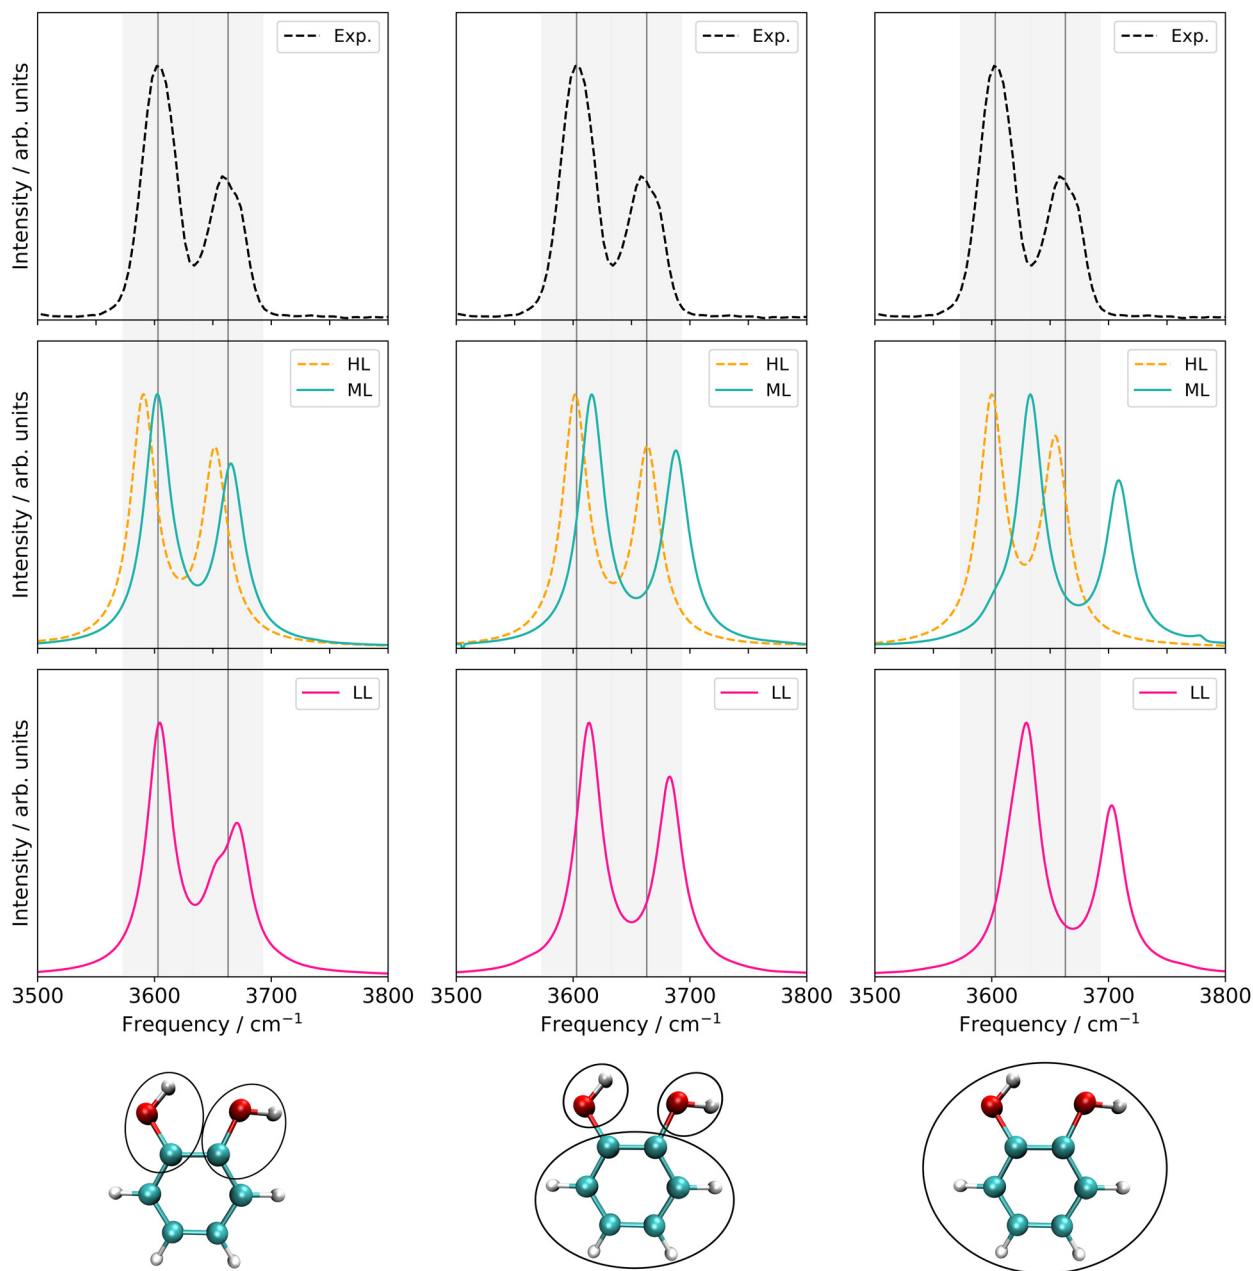 Exp.
Exp.
Exp.
Intensity / arb. units
HL
ML
HL
ML
HL
ML
Intensity / arb. units
LL
LL
LL
Intensity / arb. units
3500 3600 3700 3800 3500 3600 3700 3800 3500 3600 3700 3800
Frequency / cm⁻¹ Frequency / cm⁻¹ Frequency / cm⁻¹